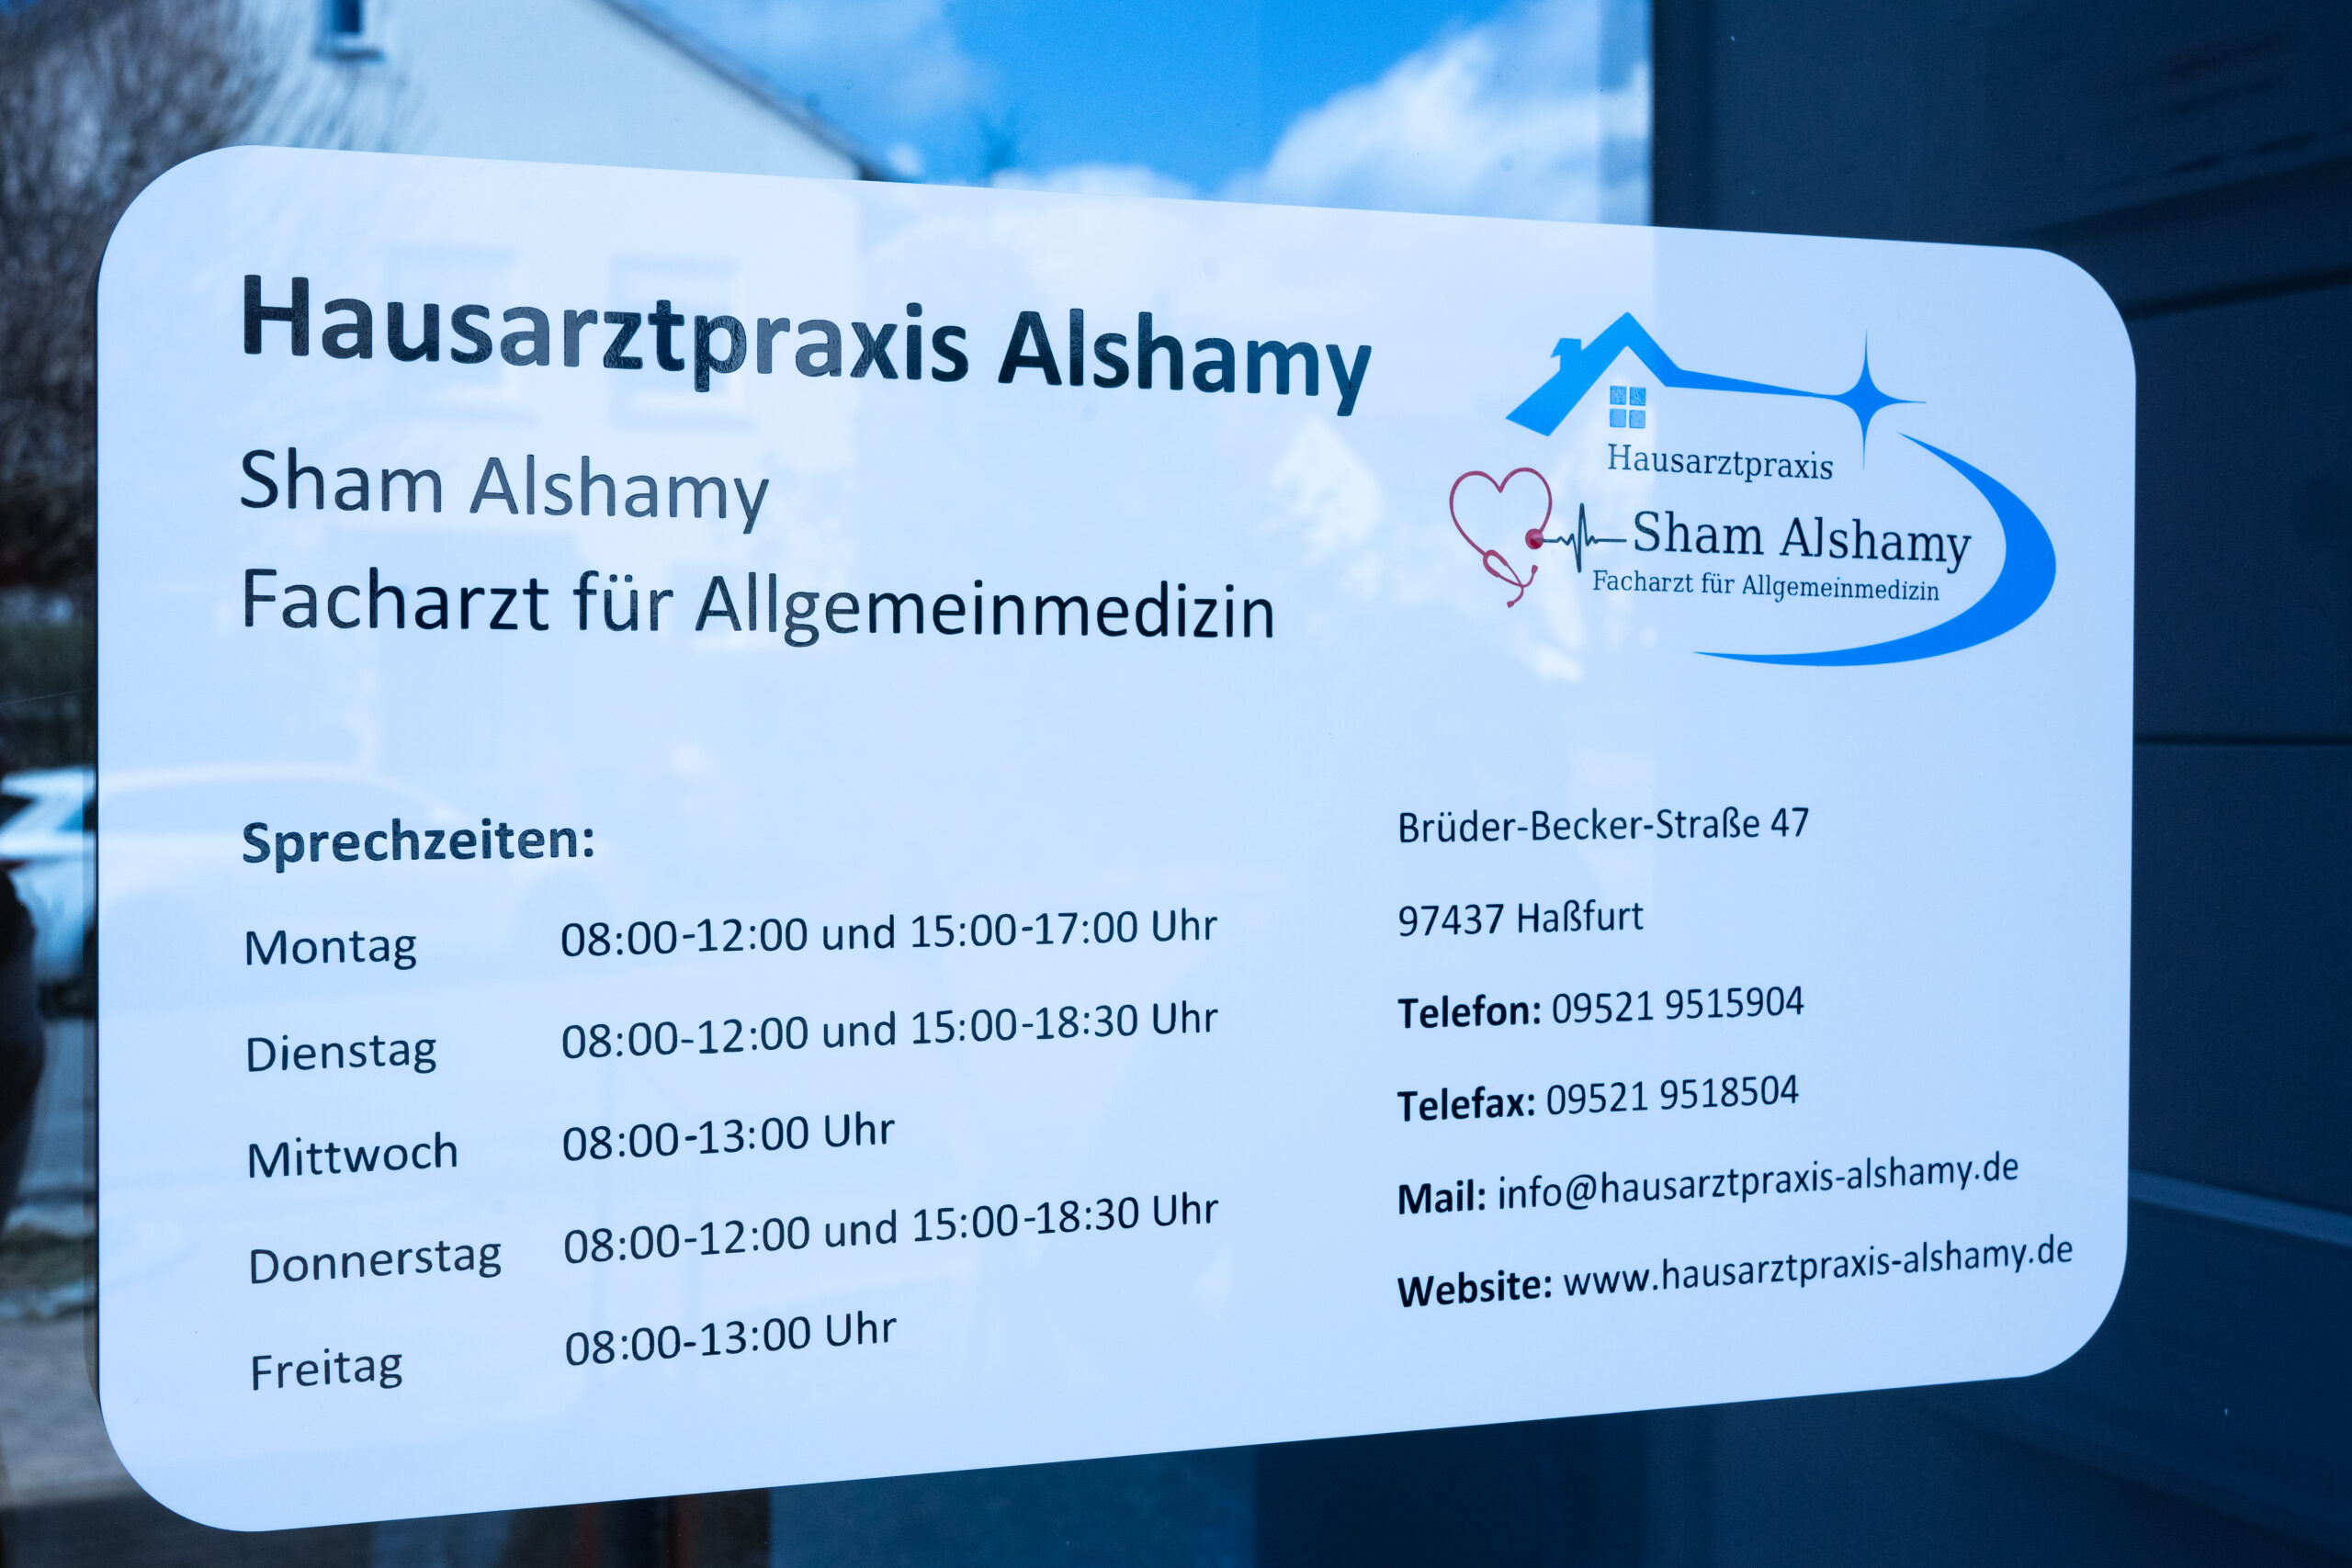 Hausarztpraxis Alshamy
Sham Alshamy
Facharzt für Allgemeinmedizin
Hausarztpraxis
Sham Alshamy
Facharzt für Allgemeinmedizin
Sprechzeiten:
Montag 08:00-12:00 und 15:00-17:00 Uhr
Dienstag 08:00-12:00 und 15:00-18:30 Uhr
Mittwoch 08:00-13:00 Uhr
Donnerstag 08:00-12:00 und 15:00-18:30 Uhr
Freitag 08:00-13:00 Uhr
Brüder-Becker-Straße 47
97437 Haßfurt
Telefon: 09521 9515904
Telefax: 09521 9518504
Mail: info@hausarztpraxis-alshamy.de
Website: www.hausarztpraxis-alshamy.de